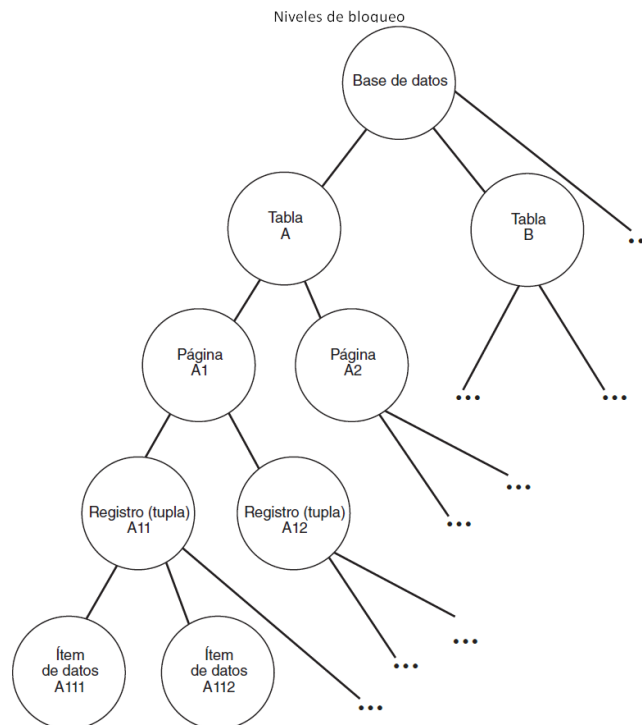 Niveles de bloqueo
Base de datos
Tabla
A
Tabla
B
...
Página
A1
Página
A2
...
...
Registro (tupla)
A11
Registro (tupla)
A12
...
...
Ítem
de datos
A111
Ítem
de datos
A112
...
...
...